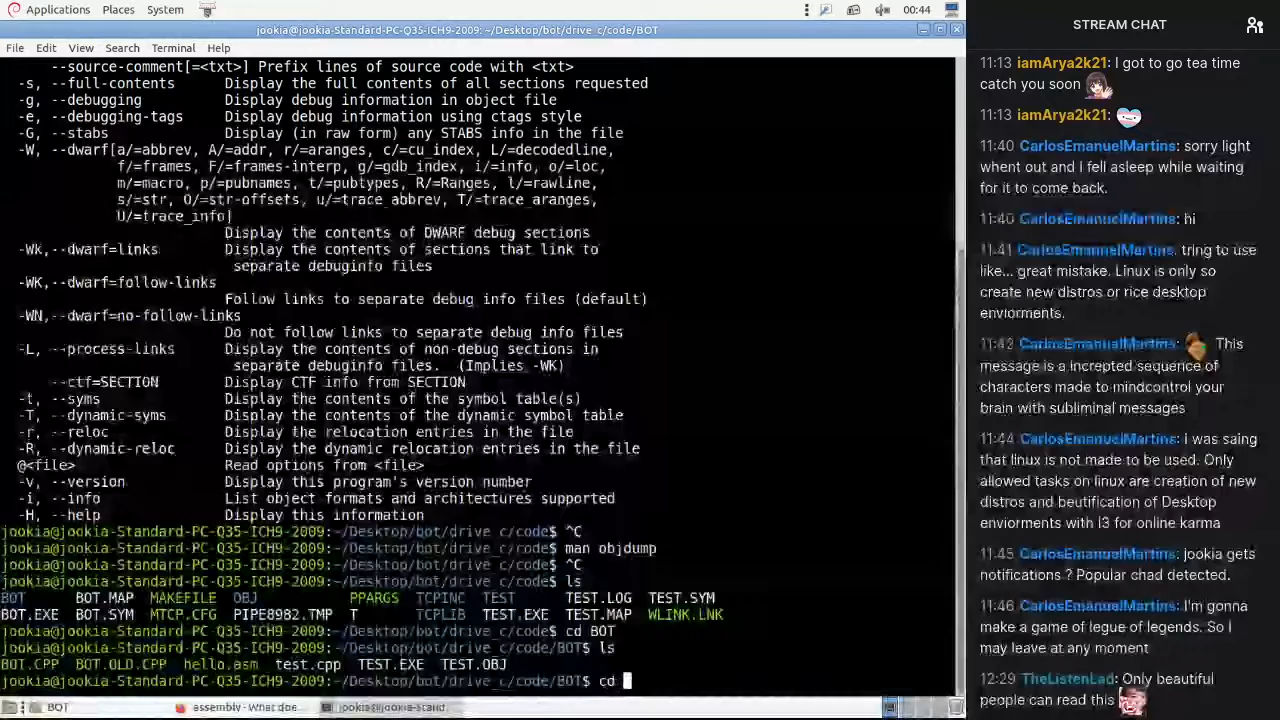 Applications Places System 00:44
jookia@jookia-Standard-PC-Q35-ICH9-2009: ~/Desktop/bot/drive_c/code/BOT
File Edit View Search Terminal Help
--source-comment[=<txt>] Prefix lines of source code with <txt>
-s, --full-contents Display the full contents of all sections requested
-g, --debugging Display debug information in object file
-e, --debugging-tags Display debug information using ctags style
-G, --stabs Display (in raw form) any STABS info in the file
-W, --dwarf[a/=abbrev, A/=addr, r/=aranges, c/=cu_index, L/=decodedline,
f/=frames, F/=frames-interp, g/=gdb_index, i/=info, o/=loc,
m/=macro, p/=pubnames, t/=pubtypes, R/=Ranges, l/=rawline,
s/=str, O/=str-offsets, u/=trace_abbrev, T/=trace_aranges,
U/=trace_info]
Display the contents of DWARF debug sections
-Wk,--dwarf=links Display the contents of sections that link to
separate debuginfo files
-WK,--dwarf=follow-links
Follow links to separate debug info files (default)
-WN,--dwarf=no-follow-links
Do not follow links to separate debug info files
-L, --process-links Display the contents of non-debug sections in
separate debuginfo files. (Implies -WK)
--ctf=SECTION Display CTF info from SECTION
-t, --syms Display the contents of the symbol table(s)
-T, --dynamic-syms Display the contents of the dynamic symbol table
-r, --reloc Display the relocation entries in the file
-R, --dynamic-reloc Display the dynamic relocation entries in the file
@<file> Read options from <file>
-v, --version Display this program's version number
-i, --info List object formats and architectures supported
-H, --help Display this information
jookia@jookia-Standard-PC-Q35-ICH9-2009:~/Desktop/bot/drive_c/code$ ^C
jookia@jookia-Standard-PC-Q35-ICH9-2009:~/Desktop/bot/drive_c/code$ man objdump
jookia@jookia-Standard-PC-Q35-ICH9-2009:~/Desktop/bot/drive_c/code$ ^C
jookia@jookia-Standard-PC-Q35-ICH9-2009:~/Desktop/bot/drive_c/code$ ls
BOT BOT.MAP MAKEFILE OBJ PPARGS TCPINC TEST TEST.LOG TEST.SYM
BOT.EXE BOT.SYM MTCP.CFG PIPE8982.TMP T TCPLIB TEST.EXE TEST.MAP WLINK.LNK
jookia@jookia-Standard-PC-Q35-ICH9-2009:~/Desktop/bot/drive_c/code$ cd BOT
jookia@jookia-Standard-PC-Q35-ICH9-2009:~/Desktop/bot/drive_c/code/BOT$ ls
BOT.CPP BOT.OLD.CPP hello.asm test.cpp TEST.EXE TEST.OBJ
jookia@jookia-Standard-PC-Q35-ICH9-2009:~/Desktop/bot/drive_c/code/BOT$ cd
BOT assembly - What doe... jookia@jookia-Stand...
STREAM CHAT
11:13 iamArya2k21: I got to go tea time
catch you soon
11:13 iamArya2k21:
11:40 CarlosEmanuelMartins: sorry light
whent out and I fell asleep while waiting
for it to come back.
11:40 CarlosEmanuelMartins: hi
11:41 CarlosEmanuelMartins: tring to use
like... great mistake. Linux is only so
create new distros or rice desktop
enviorments.
11:42 CarlosEmanuelMartins: This
message is a increpted sequence of
characters made to mindcontrol your
brain with subliminal messages
11:44 CarlosEmanuelMartins: i was saing
that linux is not made to be used. Only
allowed tasks on linux are creation of new
distros and beutification of Desktop
enviorments with I3 for online karma
11:45 CarlosEmanuelMartins: jookia gets
notifications ? Popular chad detected.
11:46 CarlosEmanuelMartins: I'm gonna
make a game of legue of legends. So I
may leave at any moment
12:29 TheListenLad: Only beautiful
people can read this